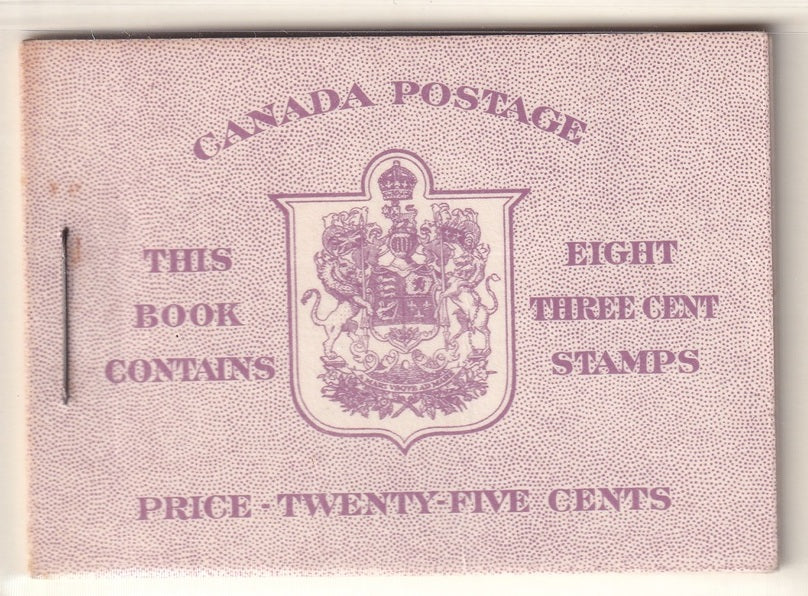 CANADA POSTAGE
THIS
BOOK
CONTAINS
EIGHT
THREE CENT
STAMPS
PRICE - TWENTY-FIVE CENTS